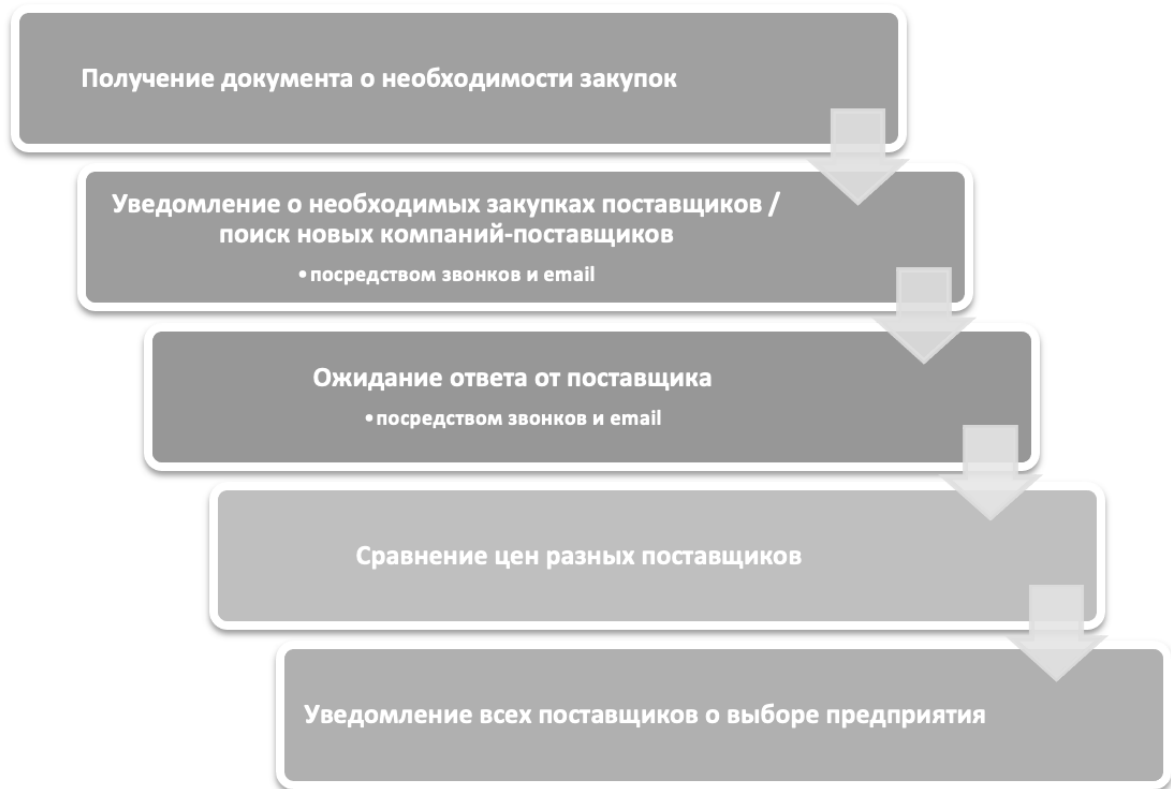 Получение документа о необходимости закупок
Уведомление о необходимых закупках поставщиков /
поиск новых компаний-поставщиков
• посредством звонков и email
Ожидание ответа от поставщика
• посредством звонков и email
Сравнение цен разных поставщиков
Уведомление всех поставщиков о выборе предприятия